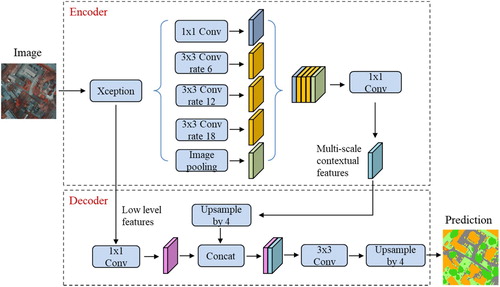 Encoder
Image
Xception
1x1 Conv
3x3 Conv
rate 6
3x3 Conv
rate 12
3x3 Conv
rate 18
Image
pooling
1x1
Conv
Multi-scale
contextual
features
Decoder
Low level
features
Upsample
by 4
1x1
Conv
Concat
3x3
Conv
Upsample
by 4
Prediction